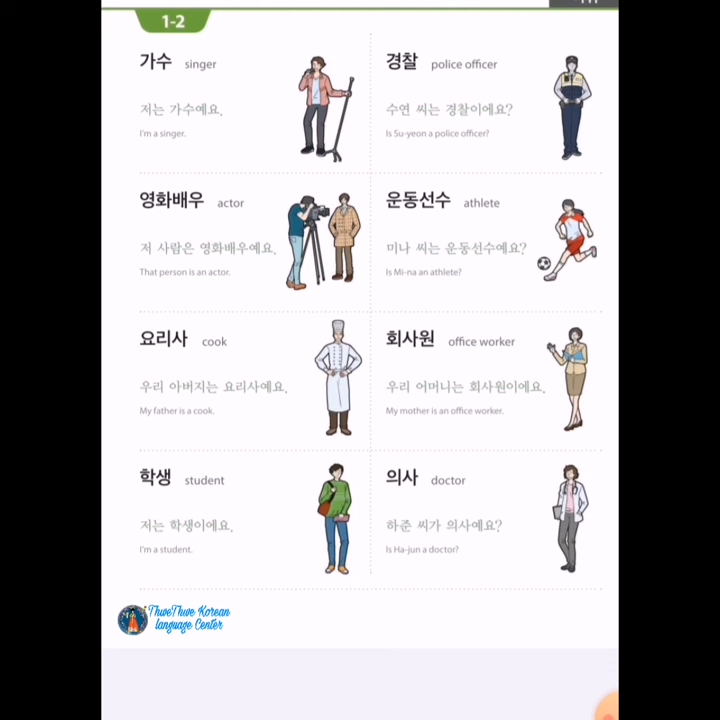 1-2
가수 singer
저는 가수예요.
I'm a singer.
경찰 police officer
수연 씨는 경찰이에요?
Is Su-yeon a police officer?
영화배우 actor
저 사람은 영화배우예요.
That person is an actor.
운동선수 athlete
미나 씨는 운동선수예요?
Is Mi-na an athlete?
요리사 cook
우리 아버지는 요리사예요.
My father is a cook.
회사원 office worker
우리 어머니는 회사원이에요.
My mother is an office worker.
학생 student
저는 학생이에요.
I'm a student.
의사 doctor
하준 씨가 의사예요?
Is Ha-jun a doctor?
ThweThwe Korean
language Center